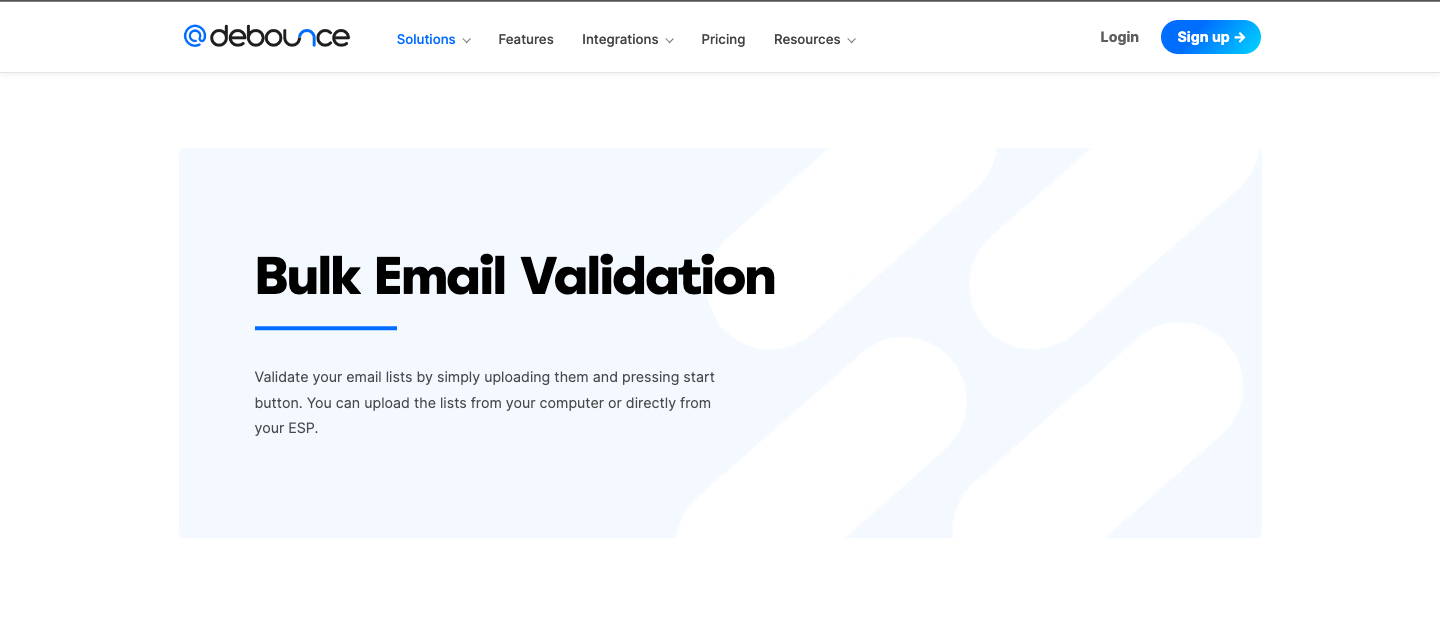 @debounce
Solutions
Features
Integrations
Pricing
Resources
Login
Sign up →
Bulk Email Validation
Validate your email lists by simply uploading them and pressing start
button. You can upload the lists from your computer or directly from
your ESP.